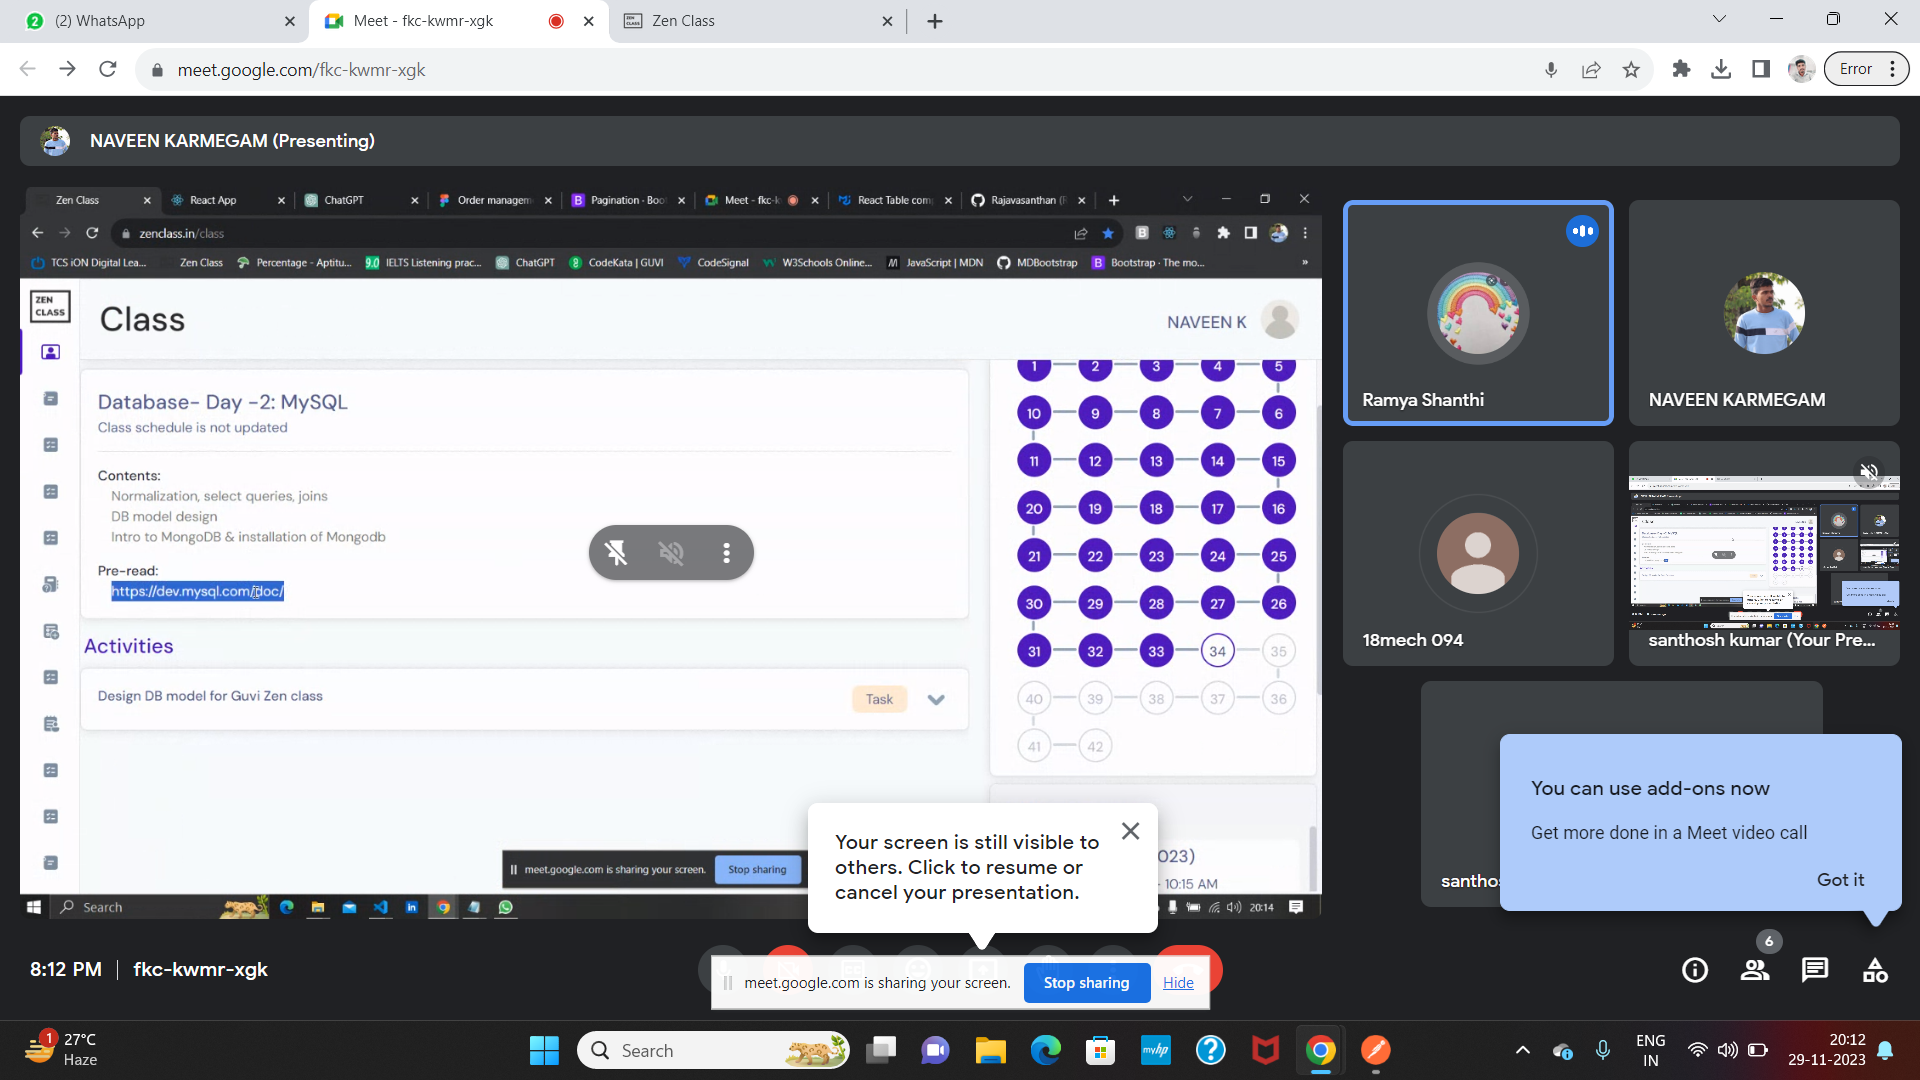 (2) WhatsApp
Meet - fkc-kwmr-xgk
Zen Class
meet.google.com/fkc-kwmr-xgk
Error
NAVEEN KARMEGAM (Presenting)
Zen Class
React App
ChatGPT
Order managem
Pagination - Boo
Meet - fkc-k
React Table com
Rajavasanthan (R
zenclass.in/class
TCS iON Digital Lea...
Zen Class
Percentage - Aptitu...
9.0 IELTS Listening prac...
ChatGPT
CodeKata | GUVI
CodeSignal
W3Schools Online...
JavaScript | MDN
MDBootstrap
Bootstrap · The mo...
ZEN
CLASS
Class
NAVEEN K
Database- Day -2: MySQL
Class schedule is not updated
Contents:
Normalization, select queries, joins
DB model design
Intro to MongoDB & installation of Mongodb
Pre-read:
https://dev.mysql.com/doc/
Activities
Design DB model for Guvi Zen class
Task
1 2 3 4 5
10 9 8 7 6
11 12 13 14 15
20 19 18 17 16
21 22 23 24 25
30 29 28 27 26
31 32 33 34 35
40 39 38 37 36
41 42
023)
- 10:15 AM
meet.google.com is sharing your screen.
Stop sharing
Search
20:14
Ramya Shanthi
NAVEEN KARMEGAM
18mech 094
santhosh kumar (Your Pre...
santho
You can use add-ons now
Get more done in a Meet video call
Got it
Your screen is still visible to
others. Click to resume or
cancel your presentation.
8:12 PM | fkc-kwmr-xgk
meet.google.com is sharing your screen.
Stop sharing
Hide
6
1
27°C
Haze
Search
myhp
ENG
IN
20:12
29-11-2023